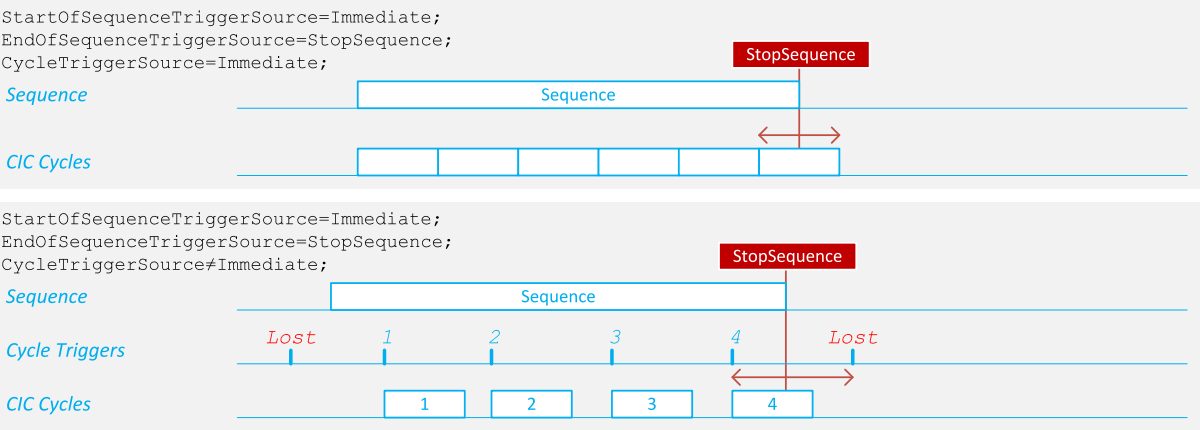 StartOfSequenceTriggerSource=Immediate;
EndOfSequenceTriggerSource=StopSequence;
CycleTriggerSource=Immediate;
StopSequence
Sequence
Sequence
CIC Cycles
StartOfSequenceTriggerSource=Immediate;
EndOfSequenceTriggerSource=StopSequence;
CycleTriggerSource≠Immediate;
StopSequence
Sequence
Sequence
Lost 1 2 3 4 Lost
Cycle Triggers
CIC Cycles
1 2 3 4